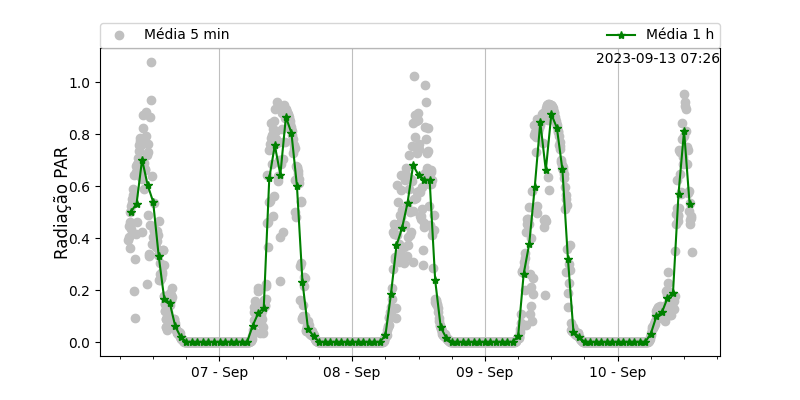 Média 5 min
Média 1 h
2023-09-13 07:26
Radiação PAR
1.0
0.8
0.6
0.4
0.2
0.0
07 - Sep
08 - Sep
09 - Sep
10 - Sep